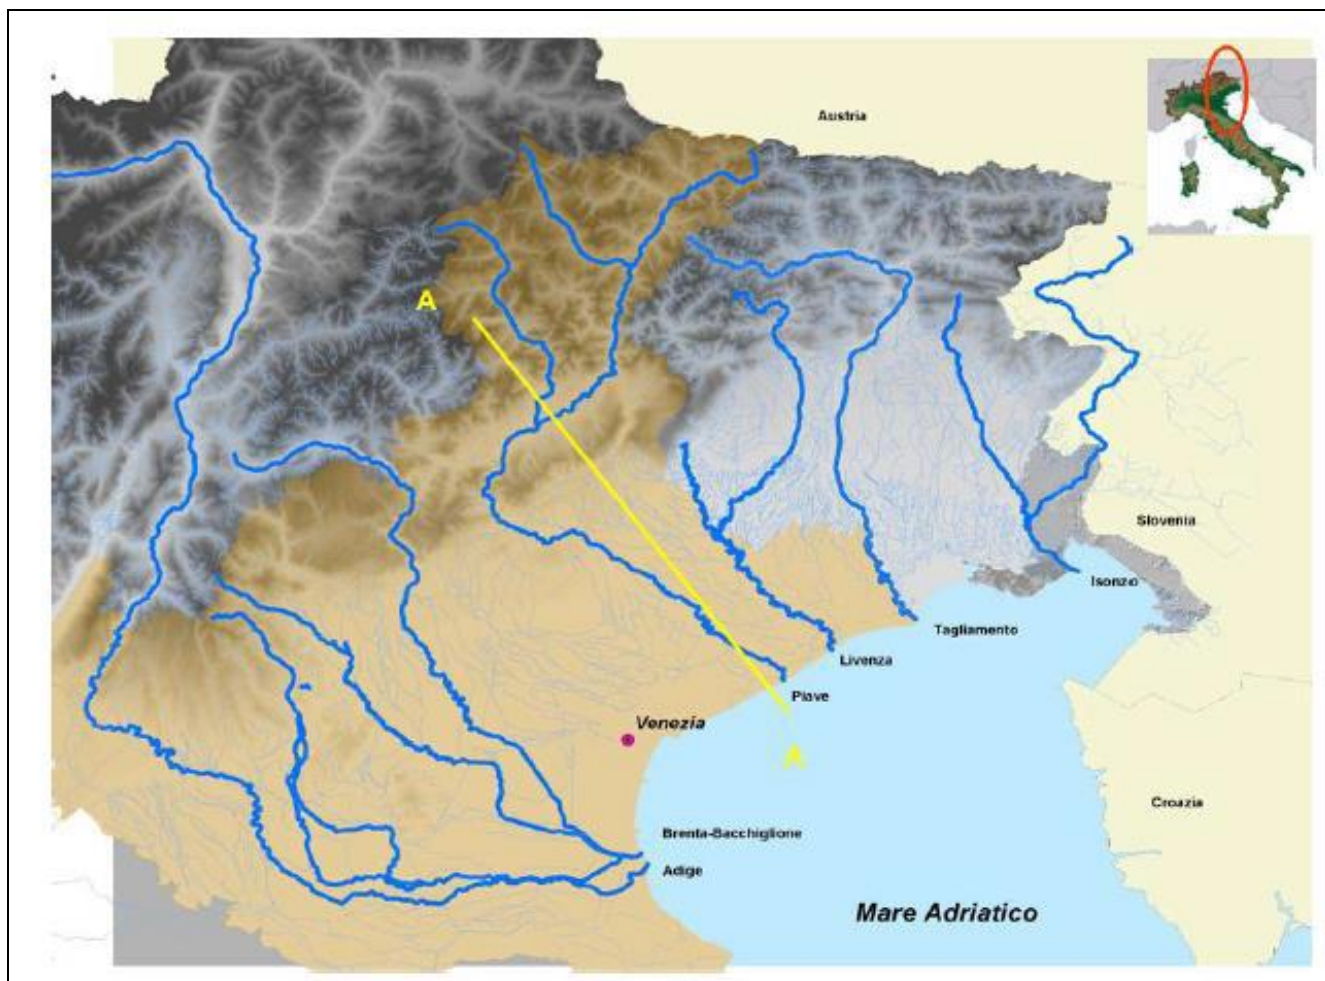 Austria
A
Slovenia
Isonzo
Tagliamento
Livenza
Piave
Venezia
A
Croazia
Brenta-Bacchiglione
Adige
Mare Adriatico